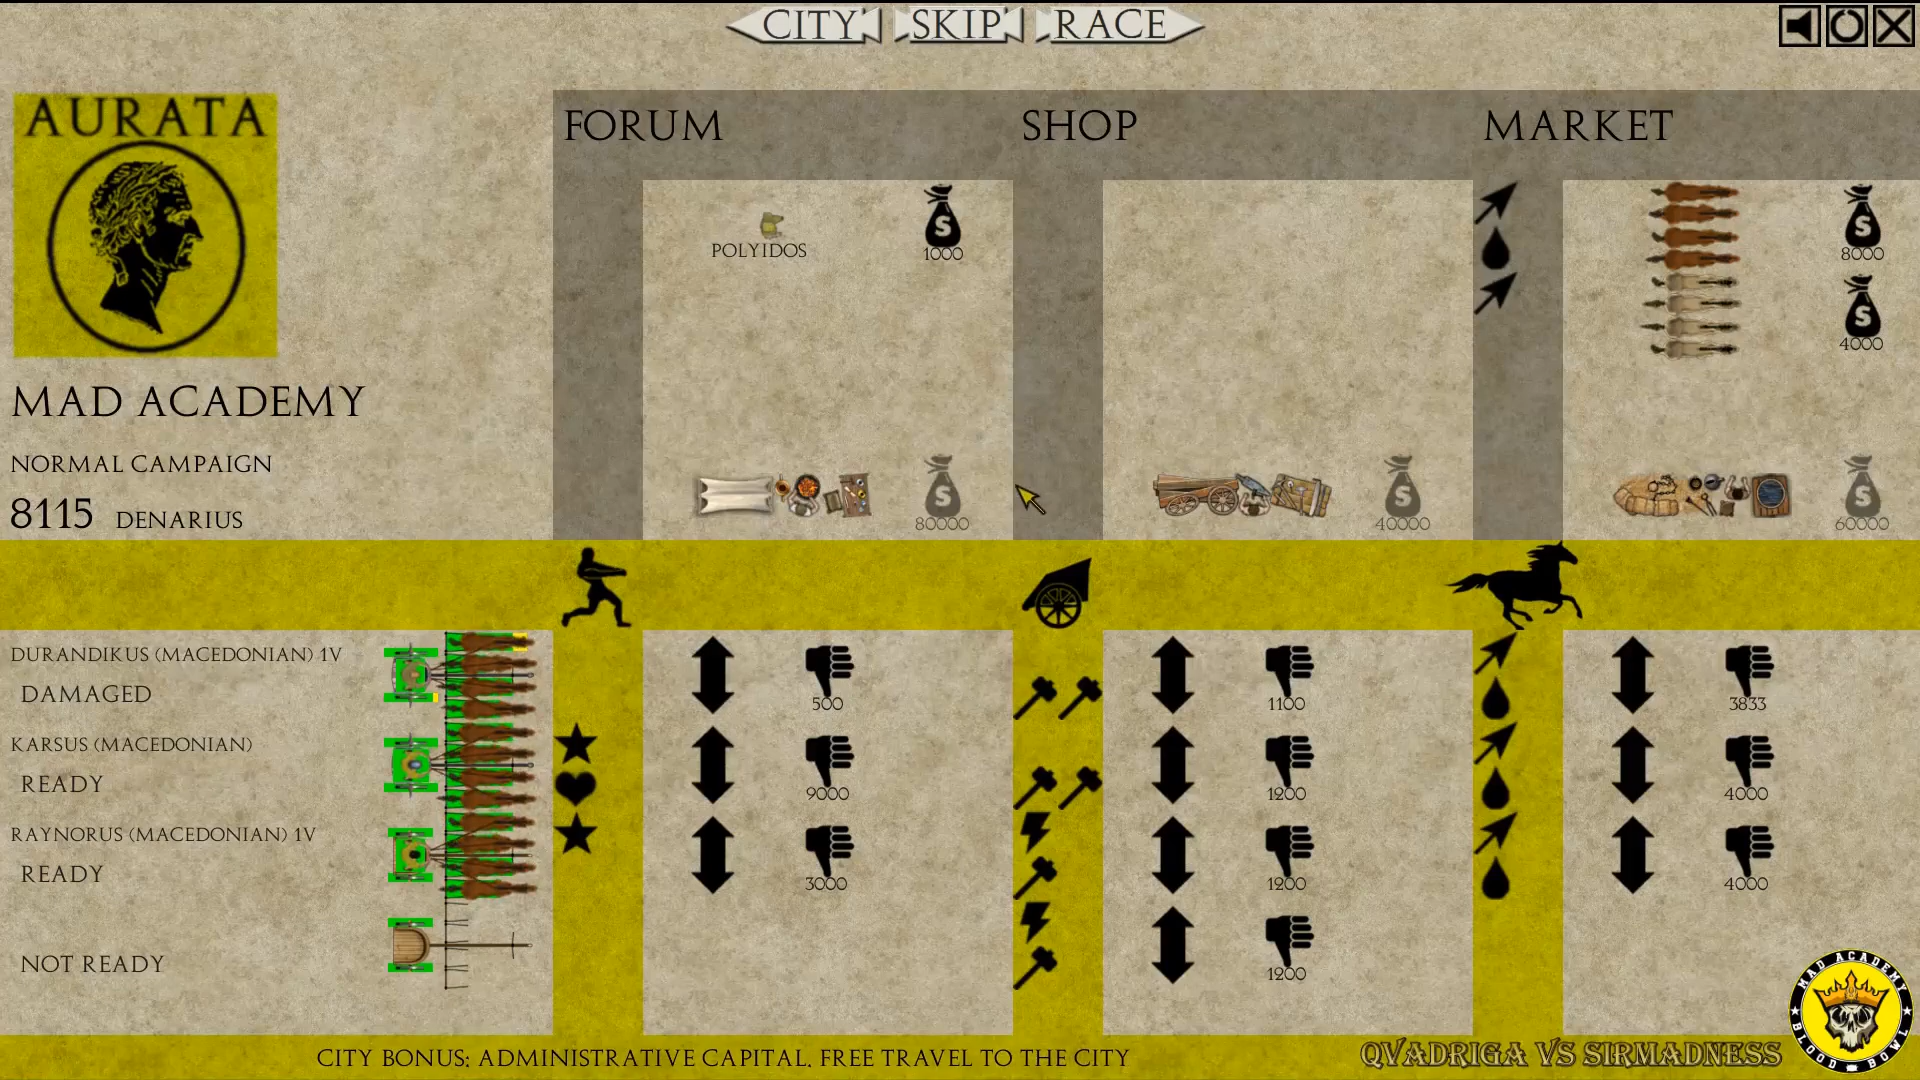 CITY SKIP RACE
AURATA
FORUM SHOP MARKET
POLYIDOS
S
1000
S
8000
S
4000
MAD ACADEMY
NORMAL CAMPAIGN
8115 DENARIUS
S
80000
S
40000
S
60000
DURANDIKUS (MACEDONIAN) 1V
DAMAGED
500
1100
3833
KARSUS (MACEDONIAN)
READY
9000
1200
4000
RAYNORUS (MACEDONIAN) 1V
READY
3000
1200
4000
NOT READY
1200
CITY BONUS: ADMINISTRATIVE CAPITAL. FREE TRAVEL TO THE CITY
QVADRIGA VS SIRMADNESS
MAD ACADEMY
BLOOD BOWL